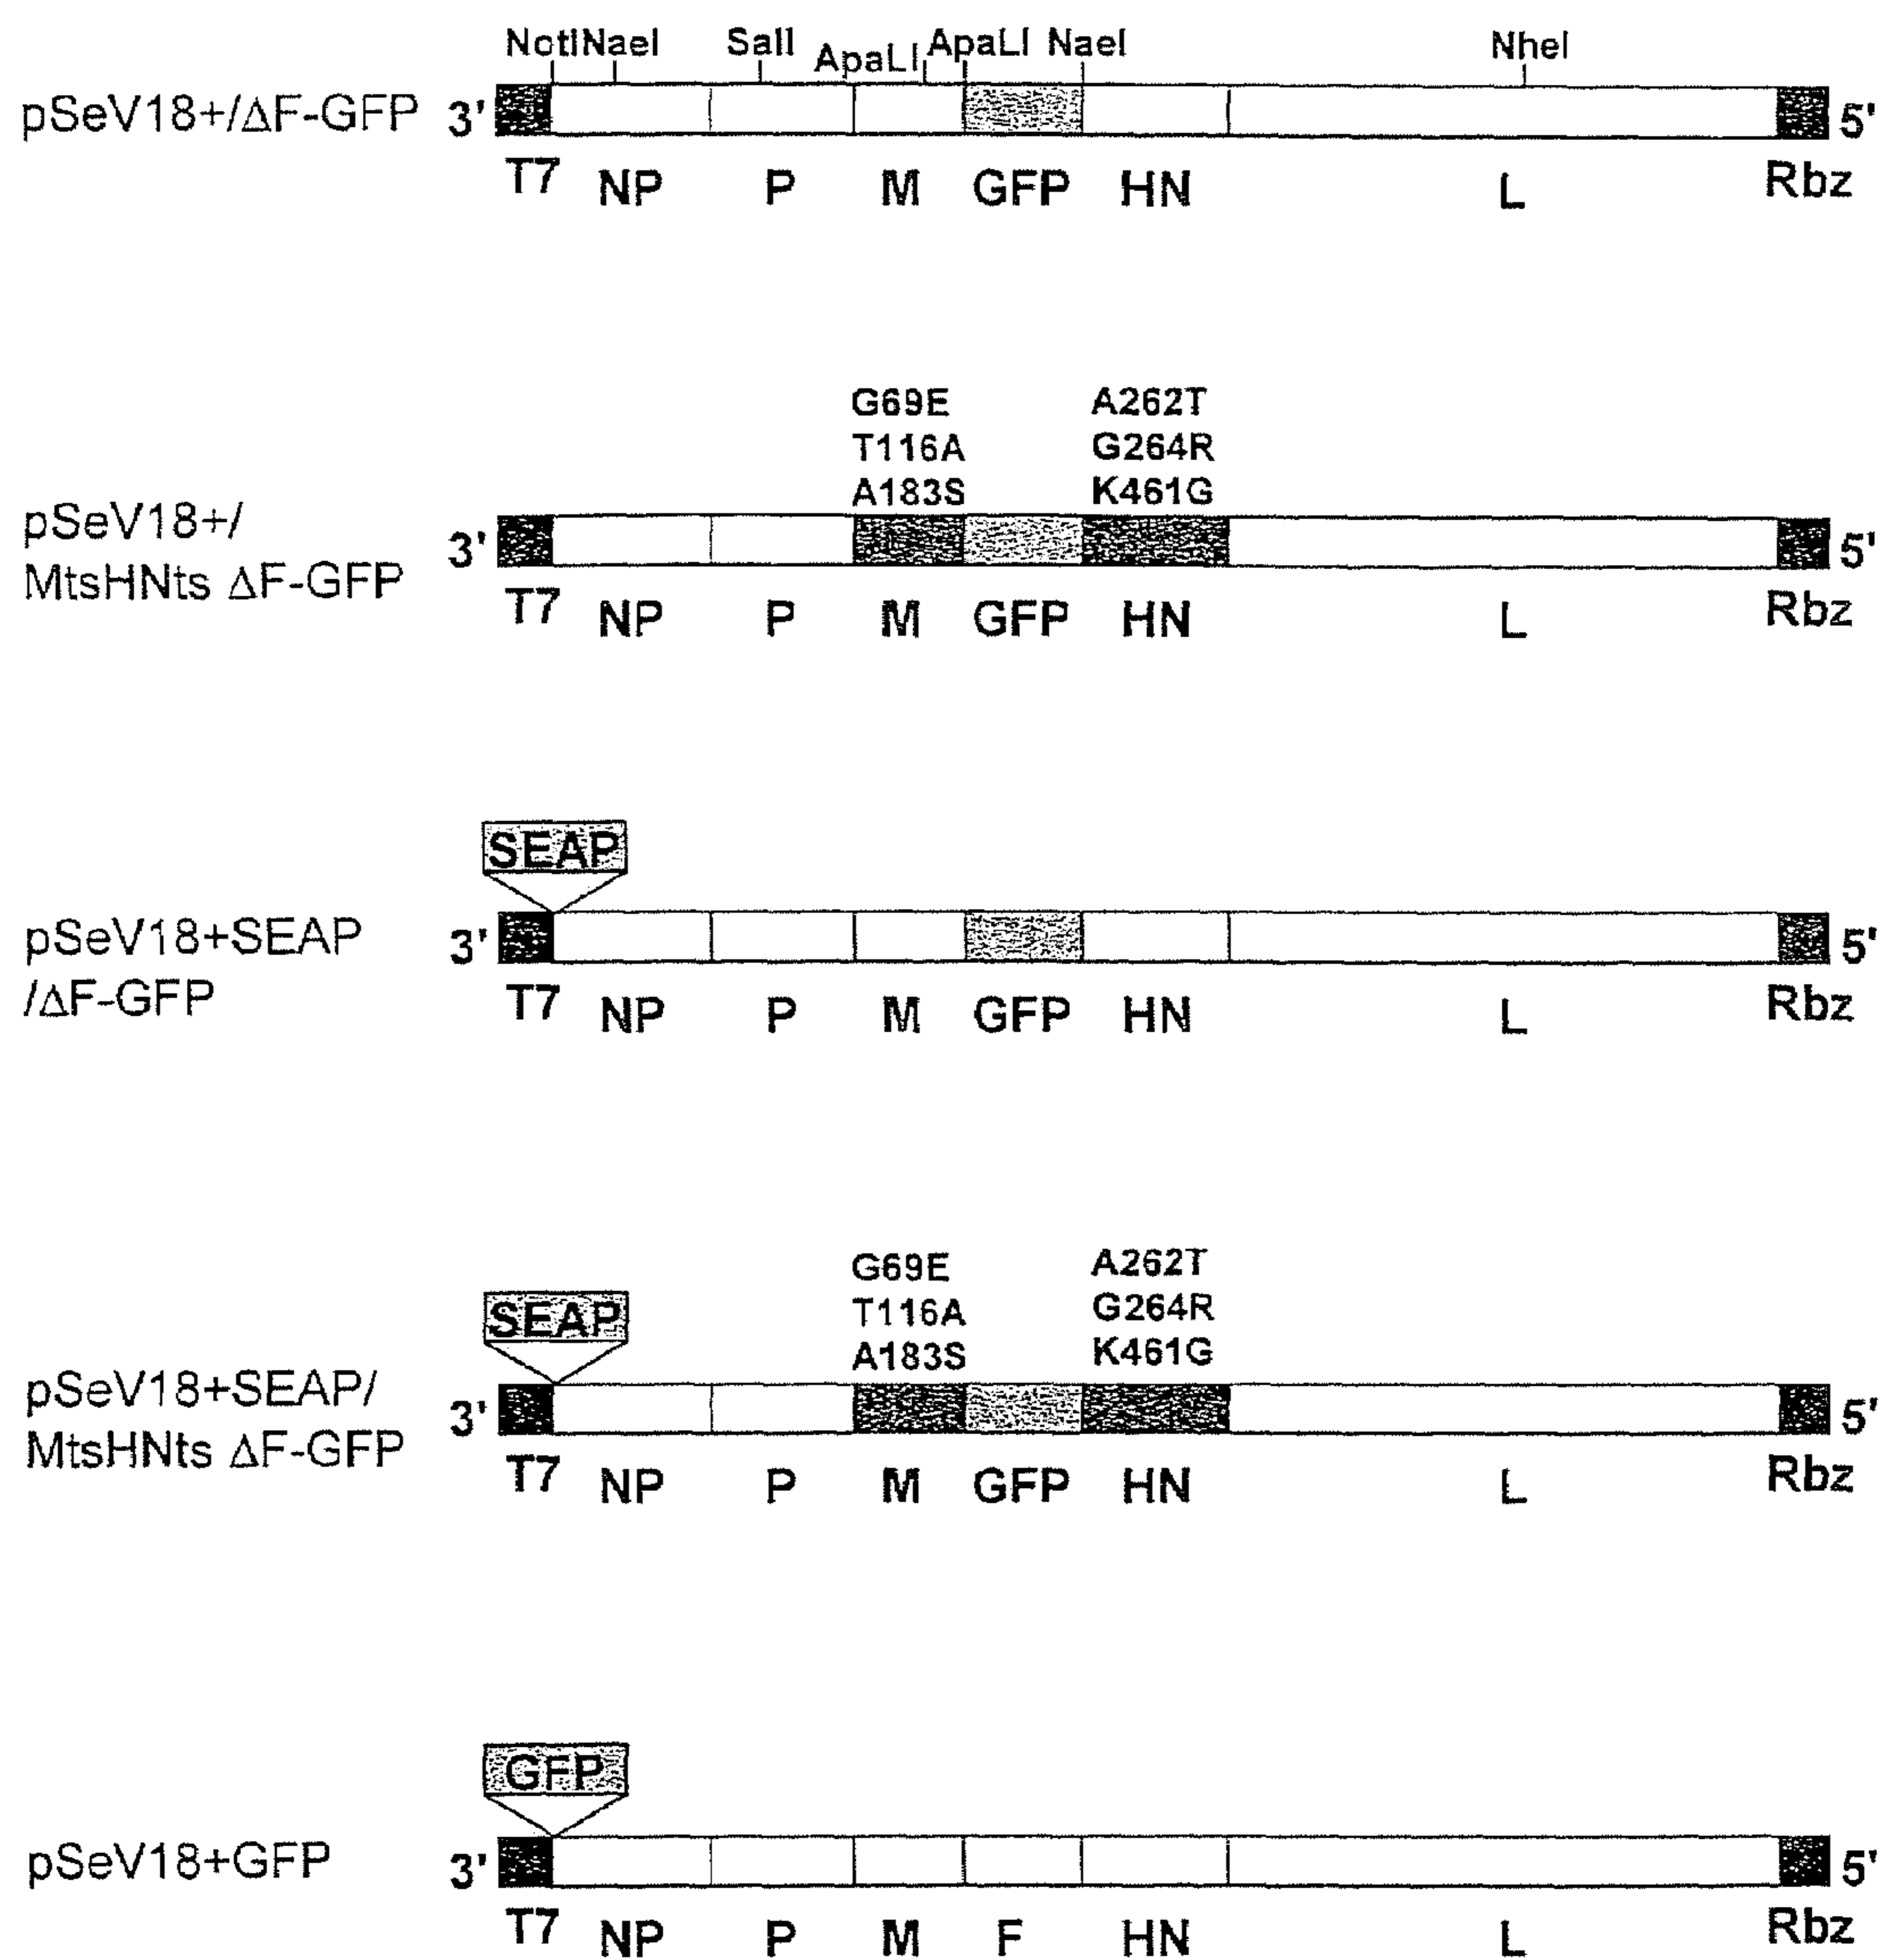 NotI NaeI SalI ApaLI ApaLI NaeI NheI
pSeV18+/ΔF-GFP 3' 5'
T7 NP P M GFP HN L Rbz
G69E A262T
T116A G264R
A183S K461G
pSeV18+/
MtsHNts ΔF-GFP 3' 5'
T7 NP P M GFP HN L Rbz
SEAP
pSeV18+SEAP
/ΔF-GFP 3' 5'
T7 NP P M GFP HN L Rbz
G69E A262T
SEAP T116A G264R
A183S K461G
pSeV18+SEAP/
MtsHNts ΔF-GFP 3' 5'
T7 NP P M GFP HN L Rbz
GFP
pSeV18+GFP 3' 5'
T7 NP P M F HN L Rbz